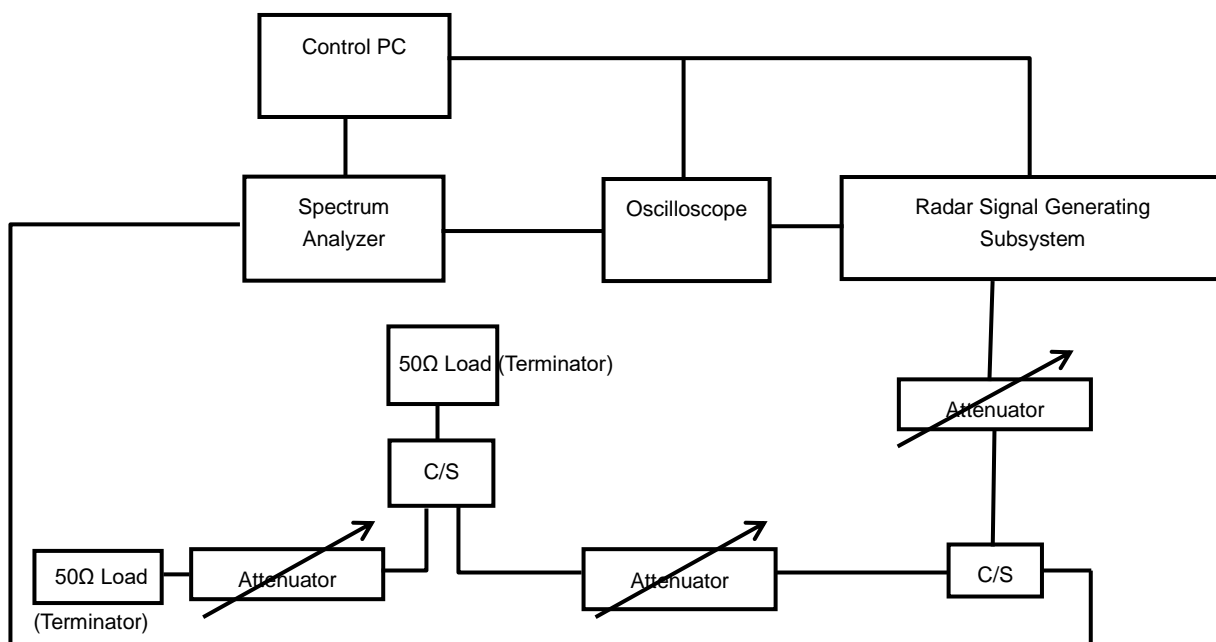 Control PC
Spectrum
Analyzer
Oscilloscope
Radar Signal Generating
Subsystem
50Ω Load (Terminator)
Attenuator
C/S
50Ω Load
(Terminator)
Attenuator
Attenuator
C/S